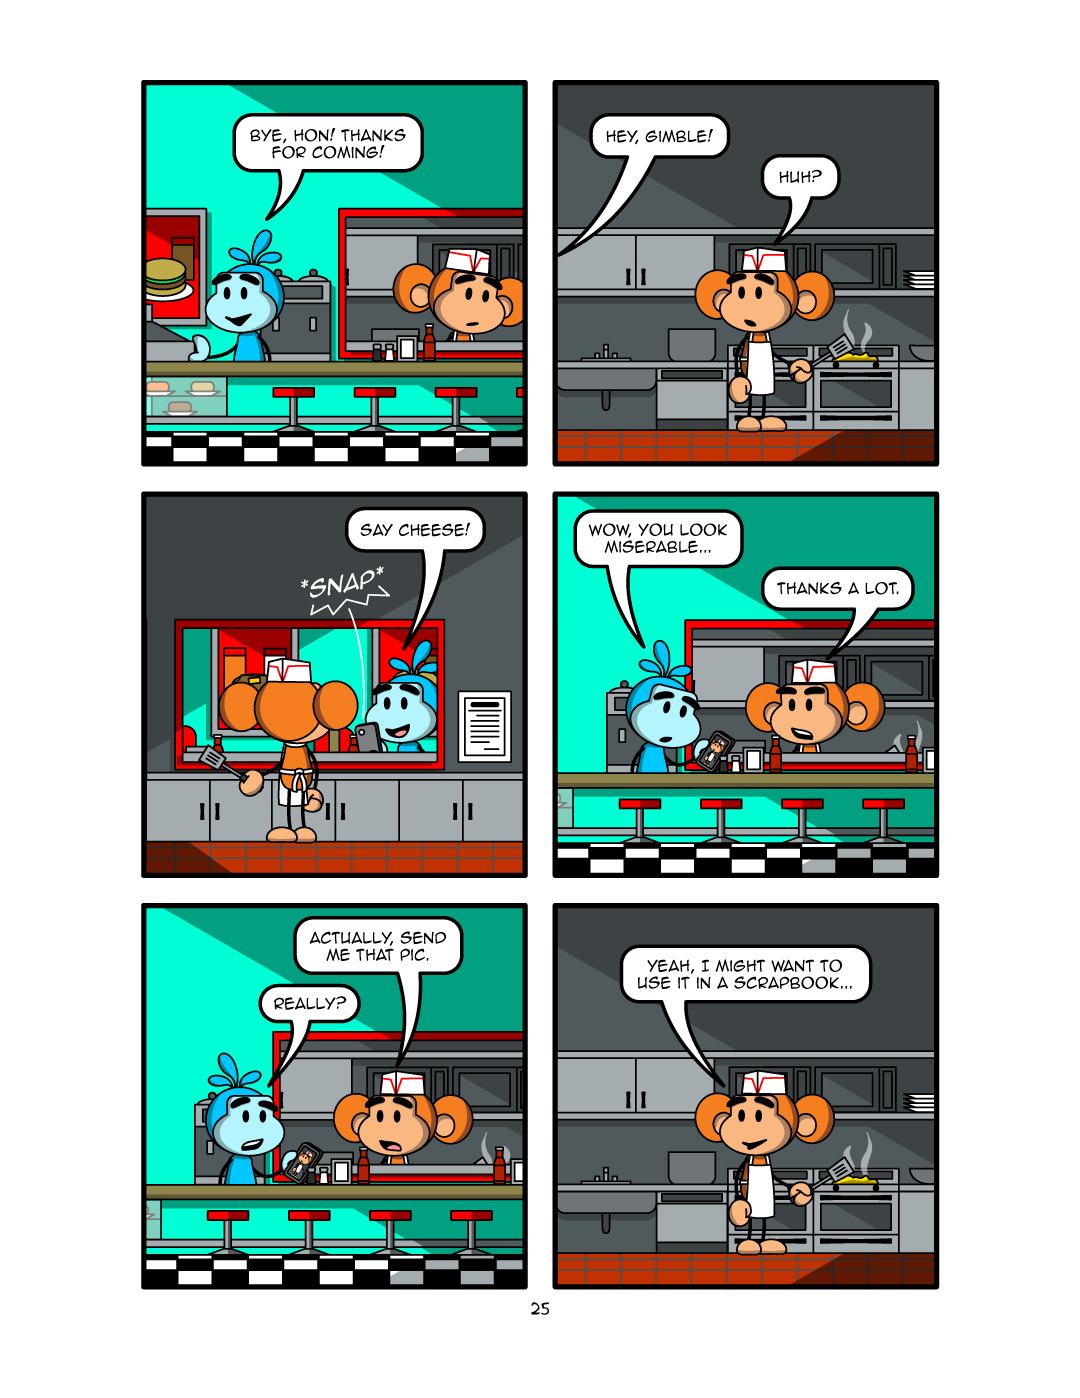 BYE, HON! THANKS
FOR COMING!
HEY, GIMBLE!
HUH?
SAY CHEESE!
*SNAP*
WOW, YOU LOOK
MISERABLE...
THANKS A LOT.
ACTUALLY, SEND
ME THAT PIC.
REALLY?
YEAH, I MIGHT WANT TO
USE IT IN A SCRAPBOOK...
25